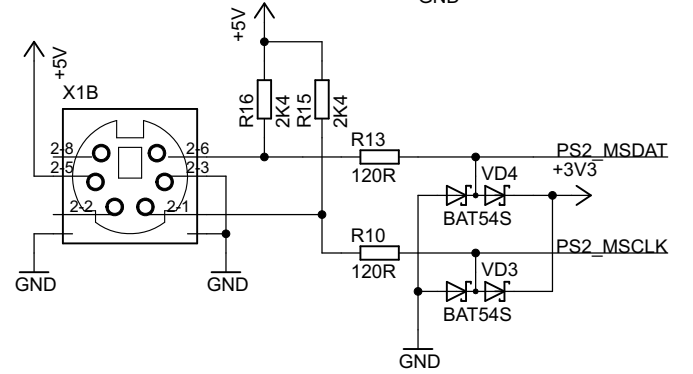 GND
+5V
+5V
X1B
R16
2K4
R15
2K4
2-8
2-6
2-5
2-3
2-2
2-1
R13
120R
PS2_MSDAT
VD4
+3V3
BAT54S
R10
120R
PS2_MSCLK
VD3
BAT54S
GND
GND
GND